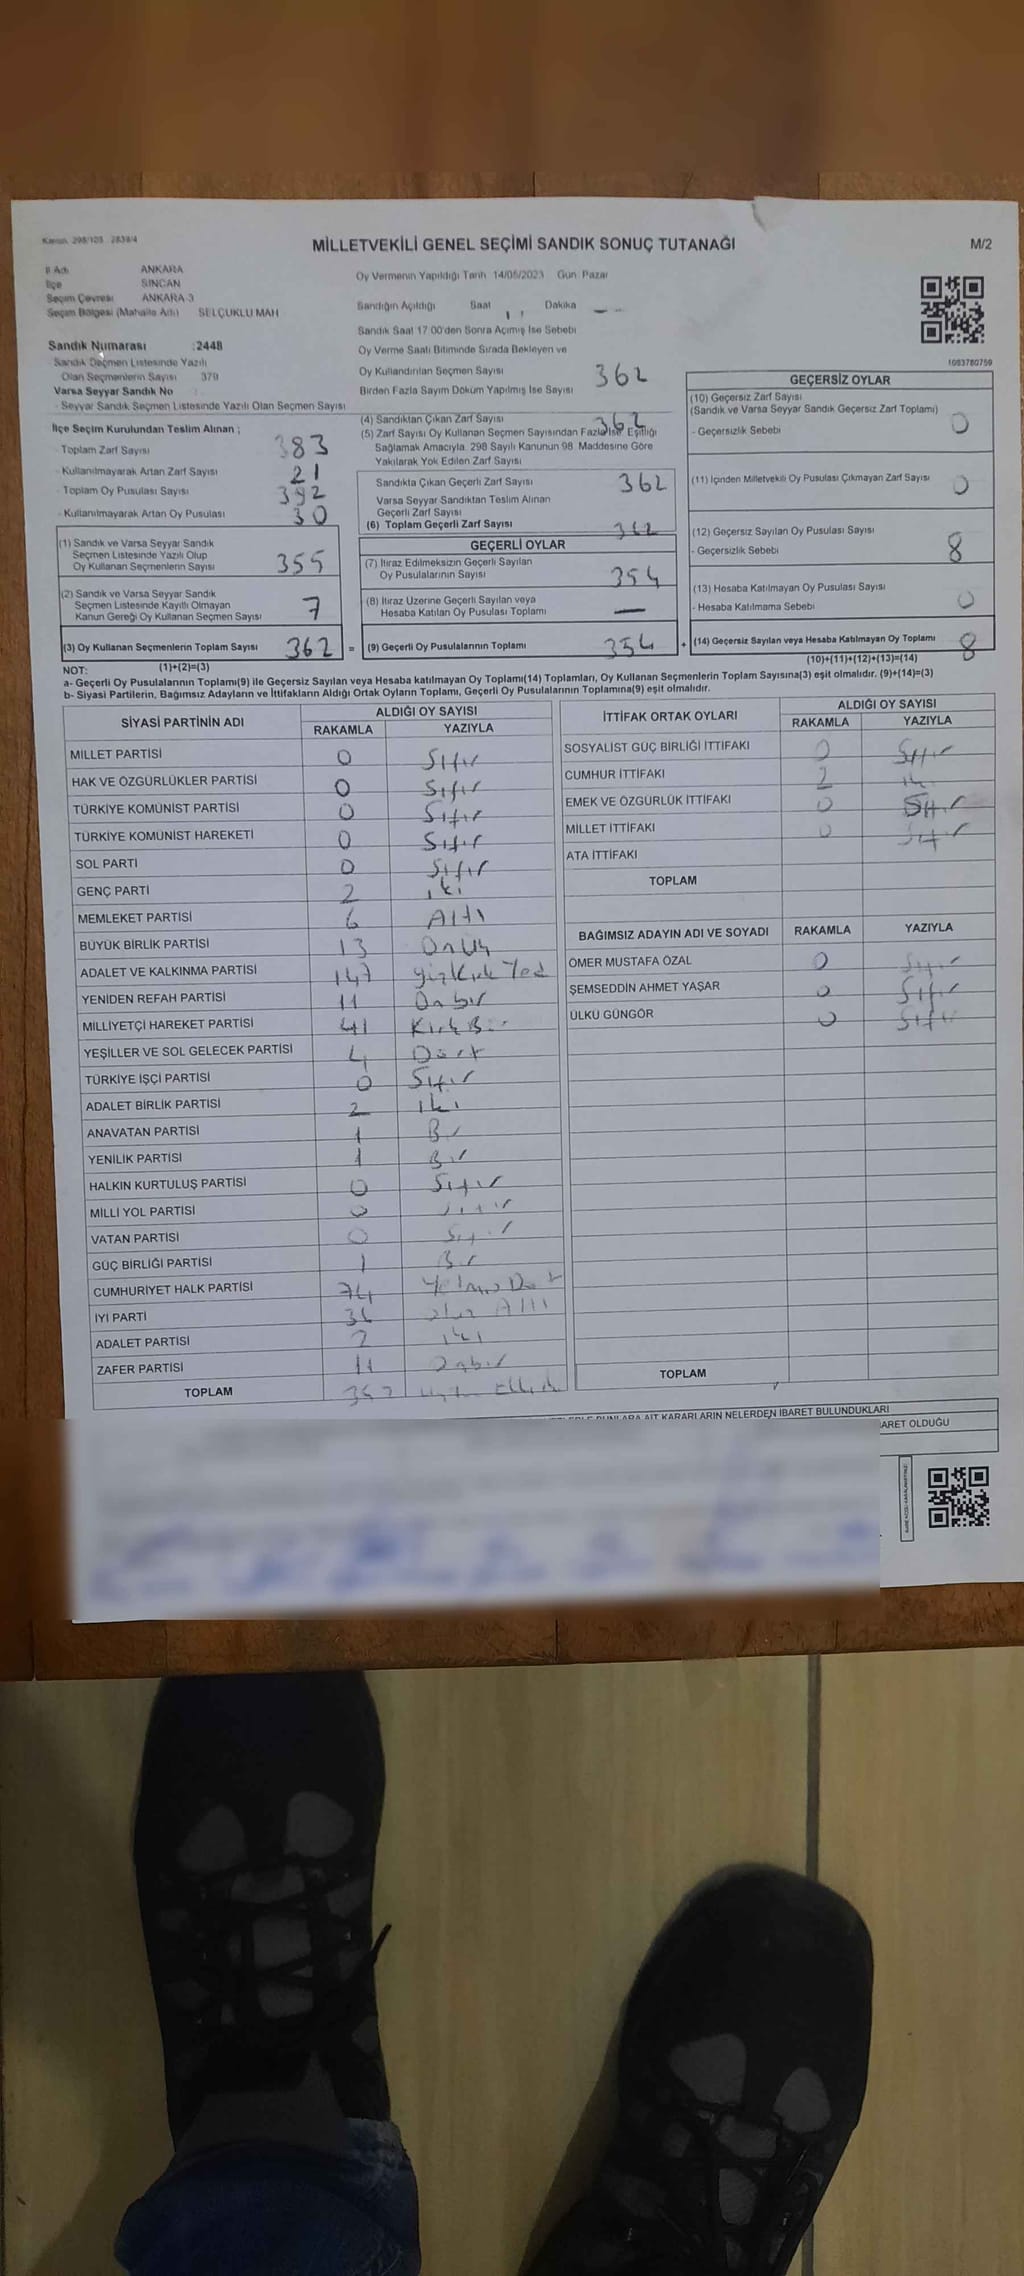 Kanun: 298/105 - 2839/4
MİLLETVEKİLİ GENEL SEÇİMİ SANDIK SONUÇ TUTANAĞI
M/2
İl Adı ANKARA
İlçe SİNCAN
Seçim Çevresi ANKARA 3
Seçim Bölgesi (Mahalle Adı) SELÇUKLU MAH
Sandık Numarası :2448
- Sandık Seçmen Listesinde Yazılı
Olan Seçmenlerin Sayısı 379
Varsa Seyyar Sandık No
- Seyyar Sandık Seçmen Listesinde Yazılı Olan Seçmen Sayısı
Oy Vermenin Yapıldığı Tarih 14/05/2023 Gün: Pazar
Sandığın Açıldığı Saat Dakika
Sandık Saat 17:00'den Sonra Açılmış İse Sebebi
Oy Verme Saati Bitiminde Sırada Bekleyen ve
Oy Kullandırılan Seçmen Sayısı 362
Birden Fazla Sayım Döküm Yapılmış İse Sayısı
1053760759
İlçe Seçim Kurulundan Teslim Alınan ;
- Toplam Zarf Sayısı 383
- Kullanılmayarak Artan Zarf Sayısı 21
- Toplam Oy Pusulası Sayısı 392
- Kullanılmayarak Artan Oy Pusulası 30
(1) Sandık ve Varsa Seyyar Sandık
Seçmen Listesinde Yazılı Olup
Oy Kullanan Seçmenlerin Sayısı 355
(2) Sandık ve Varsa Seyyar Sandık
Seçmen Listesinde Kayıtlı Olmayan
Kanun Gereği Oy Kullanan Seçmen Sayısı 7
(3) Oy Kullanan Seçmenlerin Toplam Sayısı 362 =
(4) Sandıktan Çıkan Zarf Sayısı 362
(5) Zarf Sayısı Oy Kullanan Seçmen Sayısından Fazla İse, Eşitliği
Sağlamak Amacıyla, 298 Sayılı Kanunun 98. Maddesine Göre
Yakılarak Yok Edilen Zarf Sayısı
Sandıkta Çıkan Geçerli Zarf Sayısı 362
Varsa Seyyar Sandıktan Teslim Alınan
Geçerli Zarf Sayısı
(6) Toplam Geçerli Zarf Sayısı 362
GEÇERLİ OYLAR
(7) İtiraz Edilmeksizin Geçerli Sayılan
Oy Pusulalarının Sayısı 354
(8) İtiraz Üzerine Geçerli Sayılan veya
Hesaba Katılan Oy Pusulası Toplamı —
(9) Geçerli Oy Pusulalarının Toplamı 354 +
GEÇERSİZ OYLAR
(10) Geçersiz Zarf Sayısı
(Sandık ve Varsa Seyyar Sandık Geçersiz Zarf Toplamı)
- Geçersizlik Sebebi 0
(11) İçinden Milletvekili Oy Pusulası Çıkmayan Zarf Sayısı 0
(12) Geçersiz Sayılan Oy Pusulası Sayısı
- Geçersizlik Sebebi 8
(13) Hesaba Katılmayan Oy Pusulası Sayısı
- Hesaba Katılmama Sebebi 0
(14) Geçersiz Sayılan veya Hesaba Katılmayan Oy Toplamı 8
NOT: (1)+(2)=(3)
(10)+(11)+(12)+(13)=(14)
a- Geçerli Oy Pusulalarının Toplamı(9) ile Geçersiz Sayılan veya Hesaba katılmayan Oy Toplamı(14) Toplamları, Oy Kullanan Seçmenlerin Toplam Sayısına(3) eşit olmalıdır. (9)+(14)=(3)
b- Siyasi Partilerin, Bağımsız Adayların ve İttifakların Aldığı Ortak Oyların Toplamı, Geçerli Oy Pusulalarının Toplamına(9) eşit olmalıdır.
SİYASİ PARTİNİN ADI ALDIĞI OY SAYISI
RAKAMLA YAZIYLA
MİLLET PARTİSİ 0 Sıfır
HAK VE ÖZGÜRLÜKLER PARTİSİ 0 Sıfır
TÜRKİYE KOMÜNİST PARTİSİ 0 Sıfır
TÜRKİYE KOMÜNİST HAREKETİ 0 Sıfır
SOL PARTİ 0 Sıfır
GENÇ PARTİ 2 iki
MEMLEKET PARTİSİ 6 Altı
BÜYÜK BİRLİK PARTİSİ 13 Onüç
ADALET VE KALKINMA PARTİSİ 147 yüzkırkYedi
YENİDEN REFAH PARTİSİ 11 Onbir
MİLLİYETÇİ HAREKET PARTİSİ 41 KırkBir
YEŞİLLER VE SOL GELECEK PARTİSİ 4 Dört
TÜRKİYE İŞÇİ PARTİSİ 0 Sıfır
ADALET BİRLİK PARTİSİ 2 iki
ANAVATAN PARTİSİ 1 Bir
YENİLİK PARTİSİ 1 Bir
HALKIN KURTULUŞ PARTİSİ 0 Sıfır
MİLLİ YOL PARTİSİ 0 Sıfır
VATAN PARTİSİ 0 Sıfır
GÜÇ BİRLİĞİ PARTİSİ 1 Bir
CUMHURİYET HALK PARTİSİ 74 Yetmiş Dört
İYİ PARTİ 36 otuz Altı
ADALET PARTİSİ 2 iki
ZAFER PARTİSİ 11 Onbir
TOPLAM 352
İTTİFAK ORTAK OYLARI ALDIĞI OY SAYISI
RAKAMLA YAZIYLA
SOSYALİST GÜÇ BİRLİĞİ İTTİFAKI 0 Sıfır
CUMHUR İTTİFAKI 2 iki
EMEK VE ÖZGÜRLÜK İTTİFAKI 0 Sıfır
MİLLET İTTİFAKI 0 Sıfır
ATA İTTİFAKI
TOPLAM
BAĞIMSIZ ADAYIN ADI VE SOYADI RAKAMLA YAZIYLA
ÖMER MUSTAFA ÖZAL 0 Sıfır
ŞEMSEDDİN AHMET YAŞAR 0 Sıfır
ÜLKÜ GÜNGÖR 0 Sıfır
TOPLAM
AİT KARARLARIN NELERDEN İBARET BULUNDUKLARI
ARET OLDUĞU